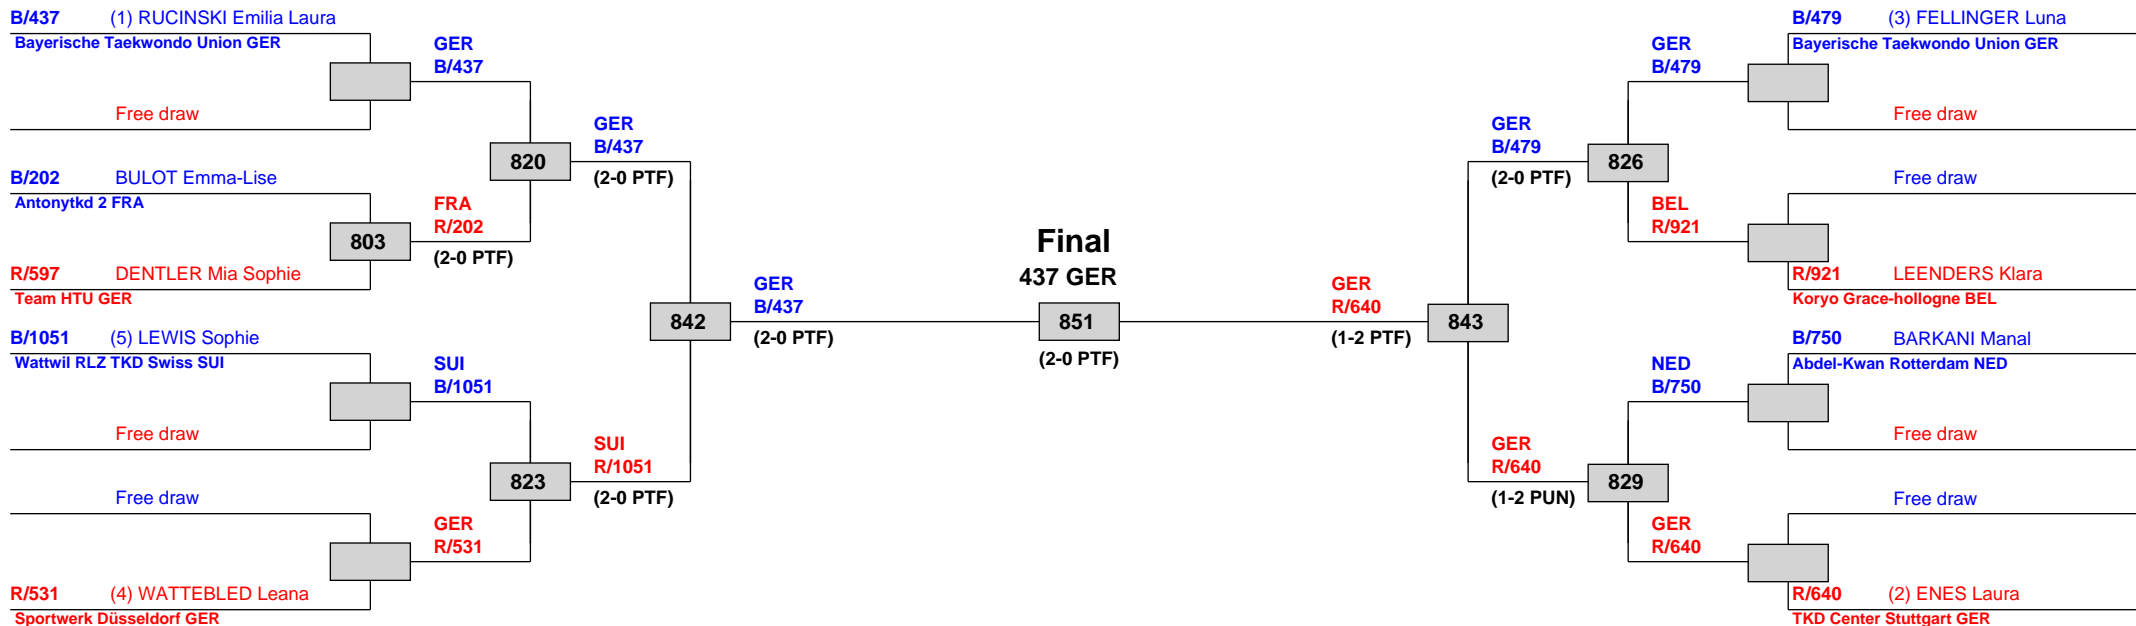 B/437 (1) RUCINSKI Emilia Laura
Bayerische Taekwondo Union GER
Free draw
B/202 BULOT Emma-Lise
Antonytkd 2 FRA
R/597 DENTLER Mia Sophie
Team HTU GER
B/1051 (5) LEWIS Sophie
Wattwil RLZ TKD Swiss SUI
Free draw
Free draw
R/531 (4) WATTEBLED Leana
Sportwerk Düsseldorf GER
GER
B/437
803
FRA
R/202
(2-0 PTF)
SUI
B/1051
GER
R/531
820
GER
B/437
(2-0 PTF)
823
SUI
R/1051
(2-0 PTF)
842
GER
B/437
(2-0 PTF)
Final
437 GER
851
(2-0 PTF)
GER
R/640
(1-2 PTF)
843
GER
B/479
(2-0 PTF)
826
GER
R/640
(1-2 PUN)
829
GER
B/479
BEL
R/921
NED
B/750
GER
R/640
B/479 (3) FELLINGER Luna
Bayerische Taekwondo Union GER
Free draw
Free draw
R/921 LEENDERS Klara
Koryo Grace-hollogne BEL
B/750 BARKANI Manal
Abdel-Kwan Rotterdam NED
Free draw
Free draw
R/640 (2) ENES Laura
TKD Center Stuttgart GER